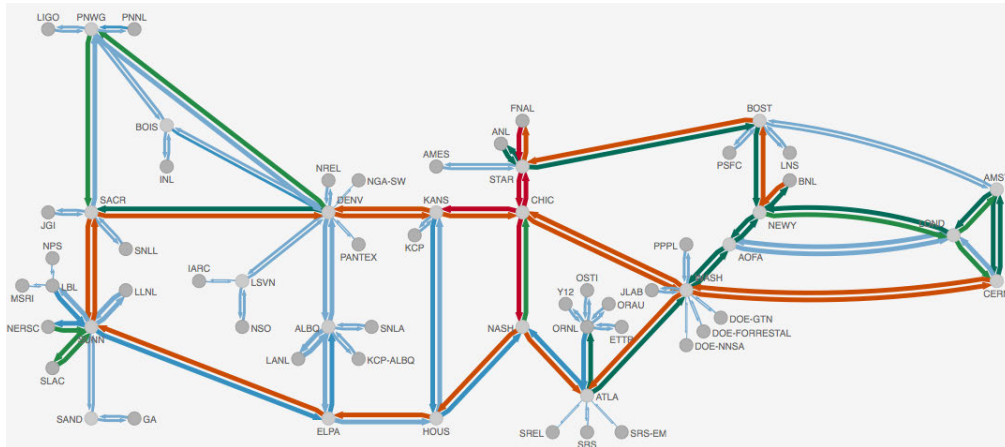 LIGO
PNWG
PNNL
FNAL
BOST
ANL
BOIS
AMES
PSFC
LNS
INL
NREL
NGA-SW
STAR
BNL
AMST
SACR
DENV
KANS
CHIC
NEWY
LOND
JGI
KCP
AOFA
NPS
SNLL
PANTEX
PPPL
WASH
IARC
LSVN
OSTI
CERN
MSRI
LBL
LLNL
Y12
ORAU
JLAB
NERSC
SUNN
NSO
ALBQ
SNLA
NASH
ORNL
ETTP
DOE-GTN
DOE-FORRESTAL
DOE-NNSA
SLAC
LANL
KCP-ALBQ
ATLA
SAND
GA
ELPA
HOUS
SREL
SRS
SRS-EM